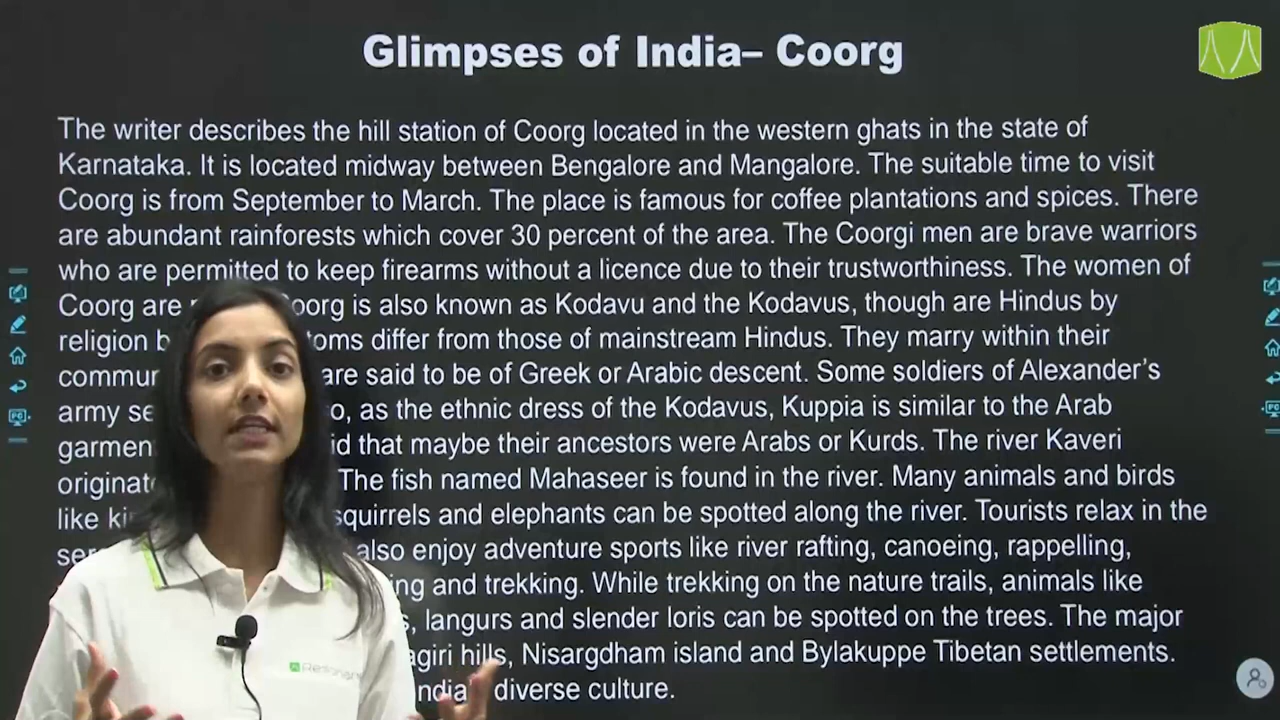 Glimpses of India– Coorg
The writer describes the hill station of Coorg located in the western ghats in the state of
Karnataka. It is located midway between Bengalore and Mangalore. The suitable time to visit
Coorg is from September to March. The place is famous for coffee plantations and spices. There
are abundant rainforests which cover 30 percent of the area. The Coorgi men are brave warriors
who are permitted to keep firearms without a licence due to their trustworthiness. The women of
Coorg are Coorg is also known as Kodavu and the Kodavus, though are Hindus by
religion differ from those of mainstream Hindus. They marry within their
are said to be of Greek or Arabic descent. Some soldiers of Alexander's
army as the ethnic dress of the Kodavus, Kuppia is similar to the Arab
that maybe their ancestors were Arabs or Kurds. The river Kaveri
The fish named Mahaseer is found in the river. Many animals and birds
like squirrels and elephants can be spotted along the river. Tourists relax in the
also enjoy adventure sports like river rafting, canoeing, rappelling,
and trekking. While trekking on the nature trails, animals like
langurs and slender loris can be spotted on the trees. The major
hills, Nisargdham island and Bylakuppe Tibetan settlements.
diverse culture.